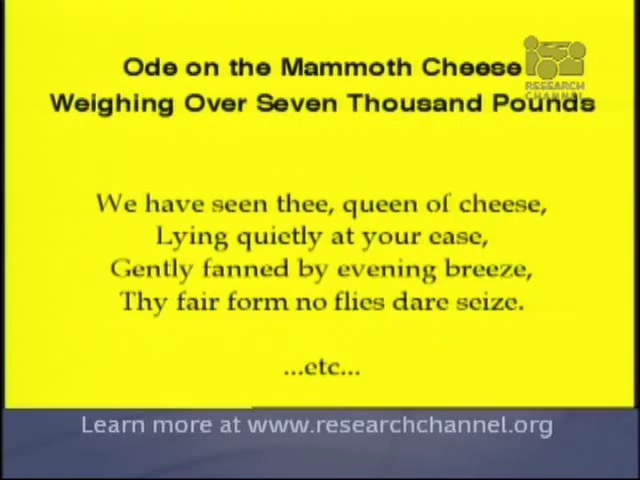 Ode on the Mammoth Cheese
Weighing Over Seven Thousand Pounds
RESEARCH
CHANNEL
We have seen thee, queen of cheese,
Lying quietly at your ease,
Gently fanned by evening breeze,
Thy fair form no flies dare seize.
...etc...
Learn more at www.researchchannel.org